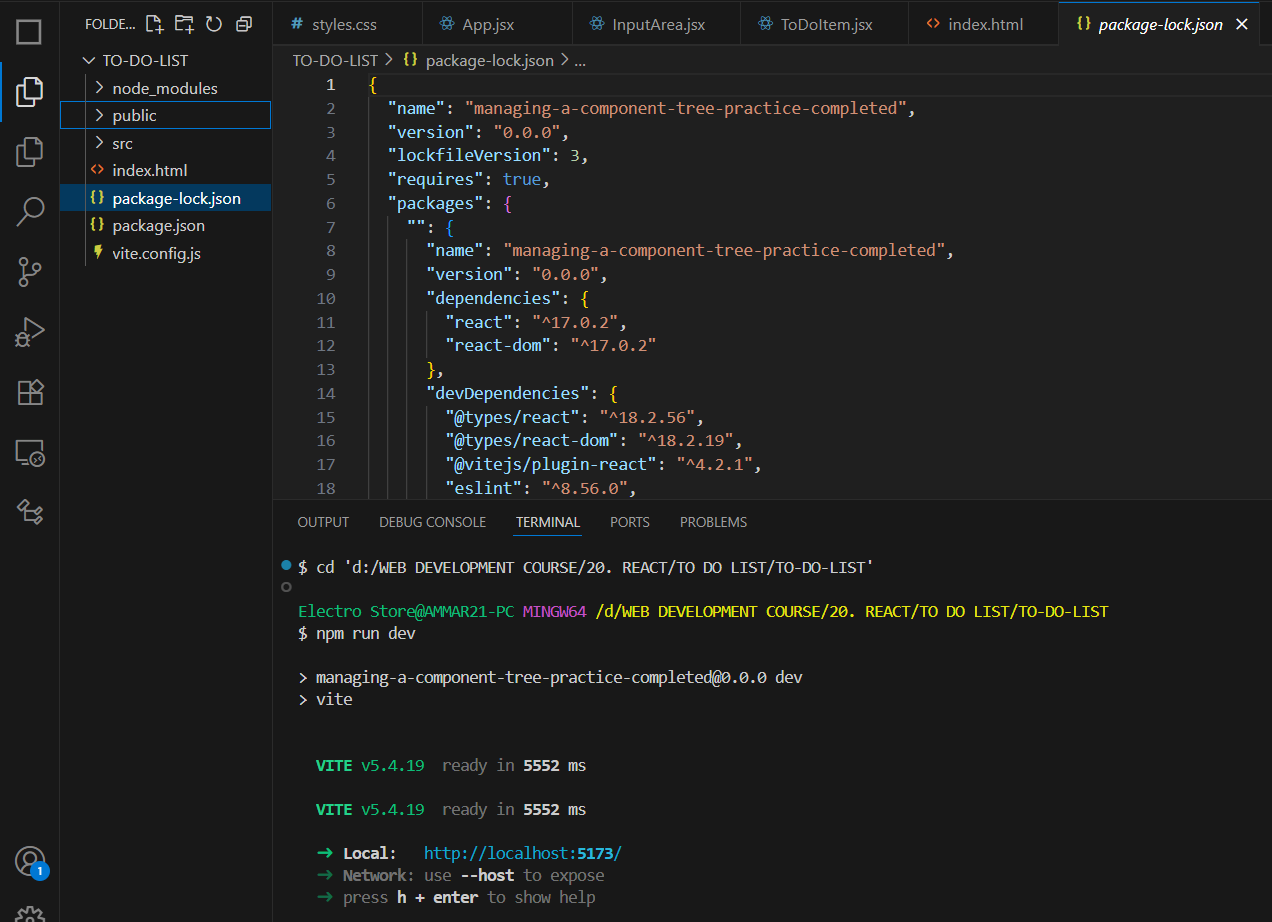 FOLDE...
TO-DO-LIST
node_modules
public
src
<> index.html
{} package-lock.json
{} package.json
vite.config.js
1
# styles.css
App.jsx
InputArea.jsx
ToDoItem.jsx
<> index.html
{} package-lock.json
TO-DO-LIST > {} package-lock.json > ...
1 {
2 "name": "managing-a-component-tree-practice-completed",
3 "version": "0.0.0",
4 "lockfileVersion": 3,
5 "requires": true,
6 "packages": {
7 "": {
8 "name": "managing-a-component-tree-practice-completed",
9 "version": "0.0.0",
10 "dependencies": {
11 "react": "^17.0.2",
12 "react-dom": "^17.0.2"
13 },
14 "devDependencies": {
15 "@types/react": "^18.2.56",
16 "@types/react-dom": "^18.2.19",
17 "@vitejs/plugin-react": "^4.2.1",
18 "eslint": "^8.56.0",
OUTPUT DEBUG CONSOLE TERMINAL PORTS PROBLEMS
$ cd 'd:/WEB DEVELOPMENT COURSE/20. REACT/TO DO LIST/TO-DO-LIST'
Electro Store@AMMAR21-PC MINGW64 /d/WEB DEVELOPMENT COURSE/20. REACT/TO DO LIST/TO-DO-LIST
$ npm run dev
> managing-a-component-tree-practice-completed@0.0.0 dev
> vite
VITE v5.4.19 ready in 5552 ms
VITE v5.4.19 ready in 5552 ms
➜ Local: http://localhost:5173/
➜ Network: use --host to expose
➜ press h + enter to show help